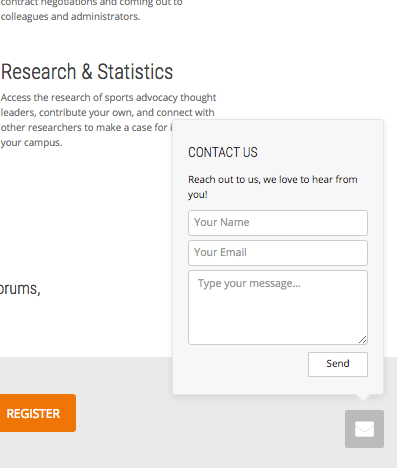 contract negotiations and coming out to
colleagues and administrators.
Research & Statistics
Access the research of sports advocacy thought
leaders, contribute your own, and connect with
other researchers to make a case for
your campus.
CONTACT US
Reach out to us, we love to hear from
you!
Your Name
Your Email
Type your message...
Send
orums,
REGISTER